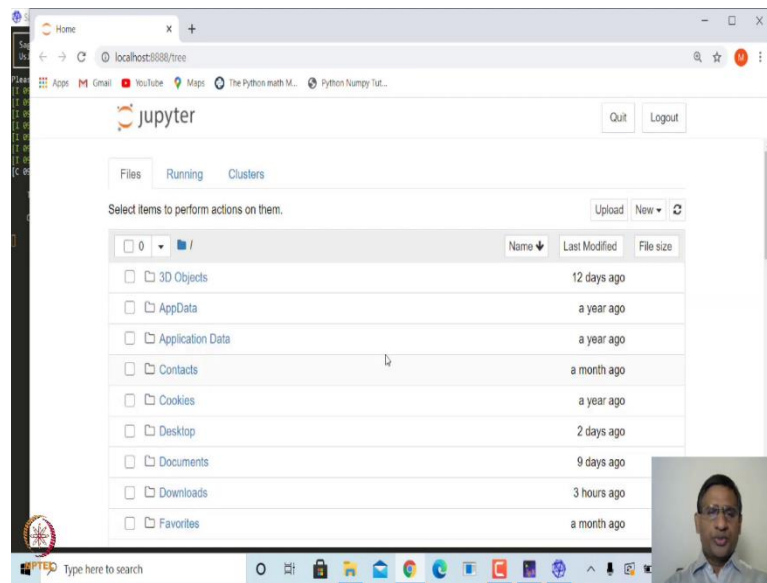 Home
localhost:8888/tree
M
Apps Gmail YouTube Maps The Python math M... Python Numpy Tut...
jupyter
Quit Logout
Files Running Clusters
Select items to perform actions on them.
Upload New
0 / Name Last Modified File size
3D Objects 12 days ago
AppData a year ago
Application Data a year ago
Contacts a month ago
Cookies a year ago
Desktop 2 days ago
Documents 9 days ago
Downloads 3 hours ago
Favorites a month ago
Type here to search